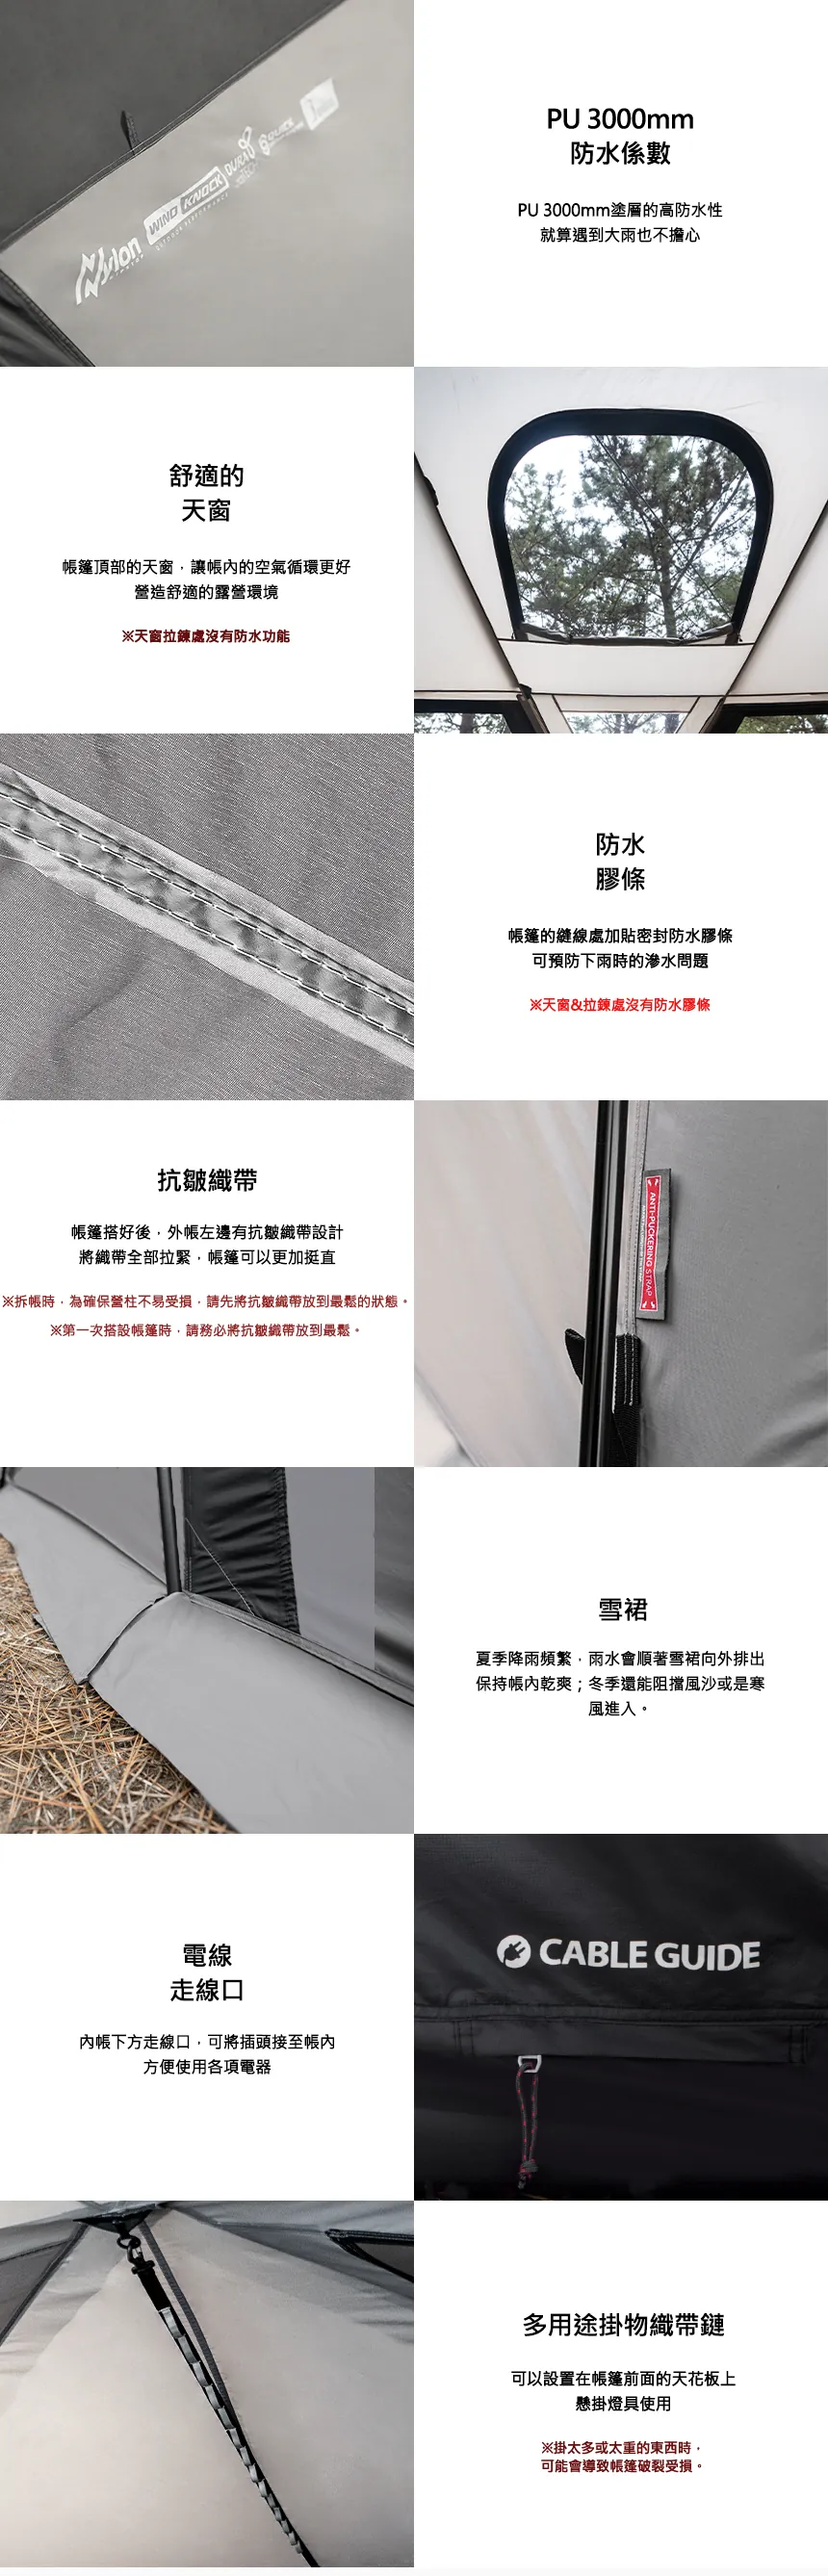 Nylon
WIND KNOCK
OUTDOOR PERFORMANCE
DURA
QUICK
PU 3000mm
防水係數
PU 3000mm塗層的高防水性
就算遇到大雨也不擔心
舒適的
天窗
帳篷頂部的天窗，讓帳內的空氣循環更好
營造舒適的露營環境
※天窗拉鍊處沒有防水功能
防水
膠條
帳篷的縫線處加貼密封防水膠條
可預防下雨時的滲水問題
※天窗&拉鍊處沒有防水膠條
抗皺織帶
帳篷搭好後，外帳左邊有抗皺織帶設計
將織帶全部拉緊，帳篷可以更加挺直
※拆帳時，為確保營柱不易受損，請先將抗皺織帶放到最鬆的狀態。
※第一次搭設帳篷時，請務必將抗皺織帶放到最鬆。
ANTI-PUCKERING STRAP
雪裙
夏季降雨頻繁，雨水會順著雪裙向外排出
保持帳內乾爽；冬季還能阻擋風沙或是寒
風進入。
電線
走線口
內帳下方走線口，可將插頭接至帳內
方便使用各項電器
CABLE GUIDE
多用途掛物織帶鏈
可以設置在帳篷前面的天花板上
懸掛燈具使用
※掛太多或太重的東西時，
可能會導致帳篷破裂受損。